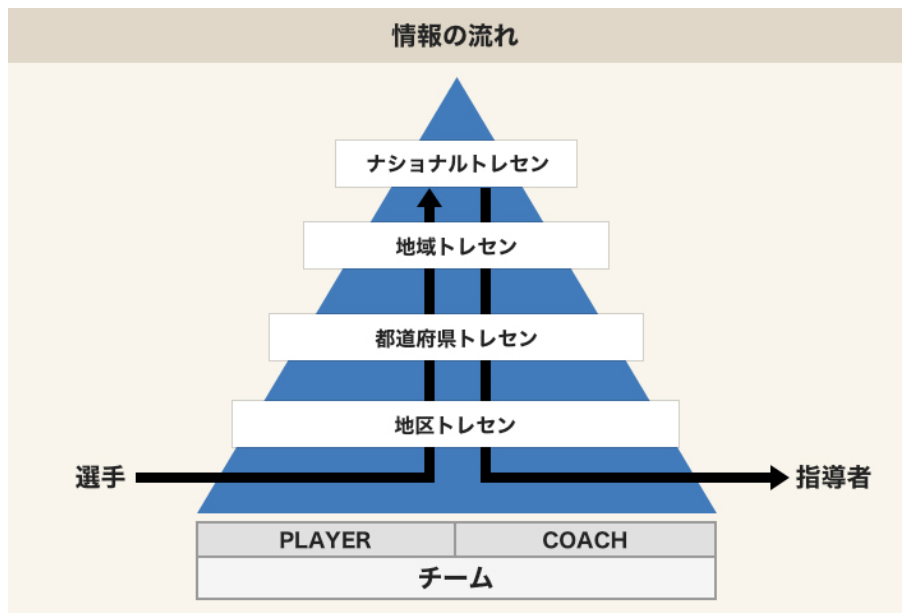 情報の流れ
ナショナルトレセン
地域トレセン
都道府県トレセン
地区トレセン
選手
指導者
PLAYER
COACH
チーム